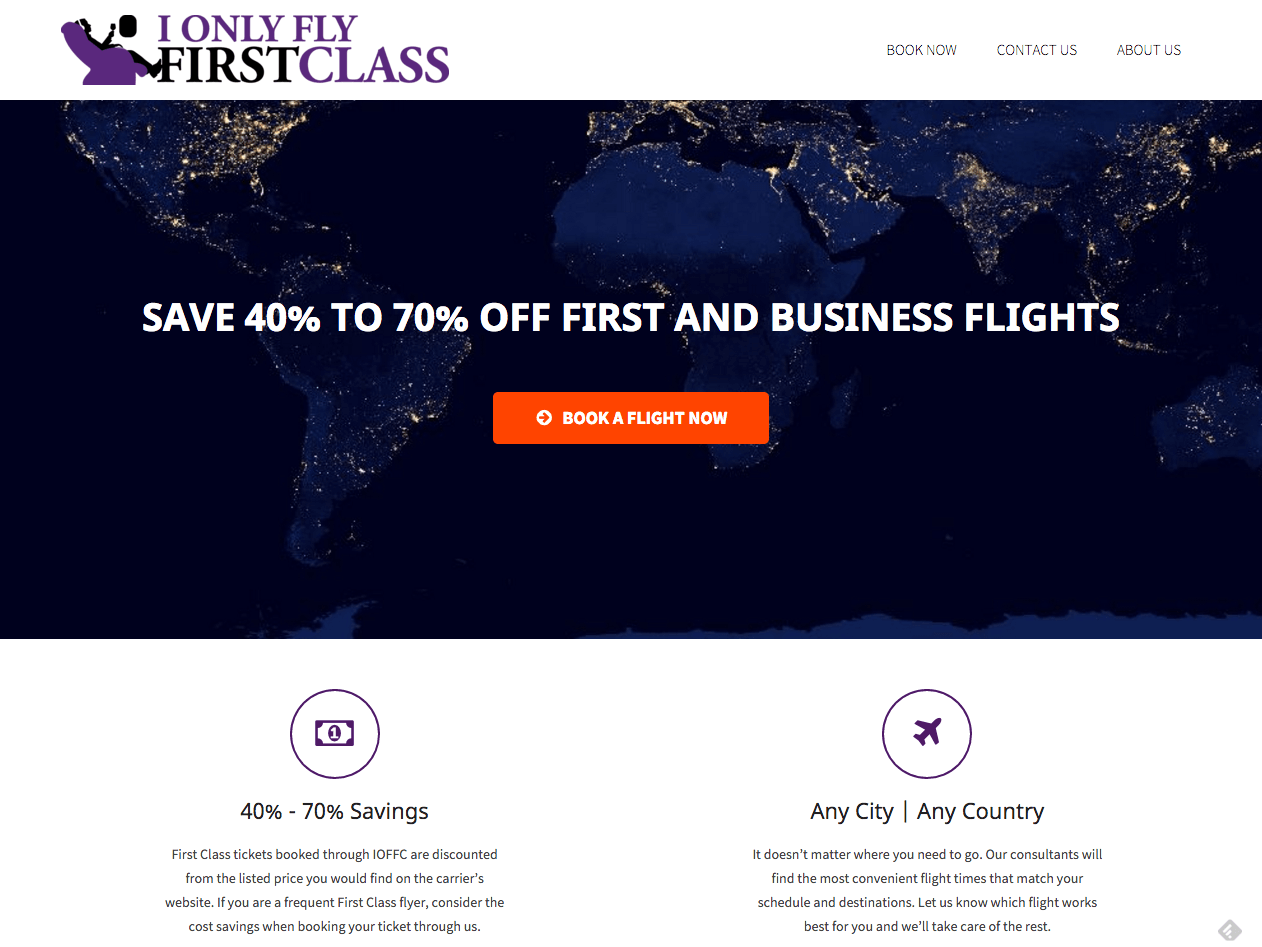 I ONLY FLY
FIRSTCLASS
BOOK NOW
CONTACT US
ABOUT US
SAVE 40% TO 70% OFF FIRST AND BUSINESS FLIGHTS
BOOK A FLIGHT NOW
1
40% - 70% Savings
First Class tickets booked through IOFFC are discounted
from the listed price you would find on the carrier’s
website. If you are a frequent First Class flyer, consider the
cost savings when booking your ticket through us.
Any City | Any Country
It doesn’t matter where you need to go. Our consultants will
find the most convenient flight times that match your
schedule and destinations. Let us know which flight works
best for you and we’ll take care of the rest.